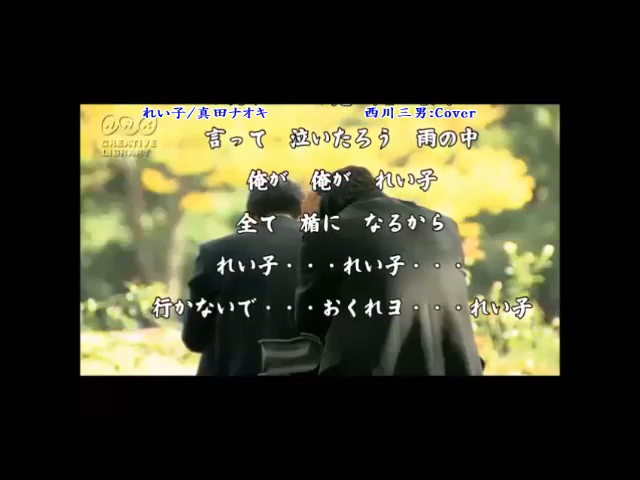 れい子/真田ナオキ 西川三男:Cover
NHK
CREATIVE
LIBRARY
言って 泣いたろう 雨の中
俺が 俺が れい子
全て 楯に なるから
れい子・・・れい子・・・
行かないで・・・おくれヨ・・・れい子